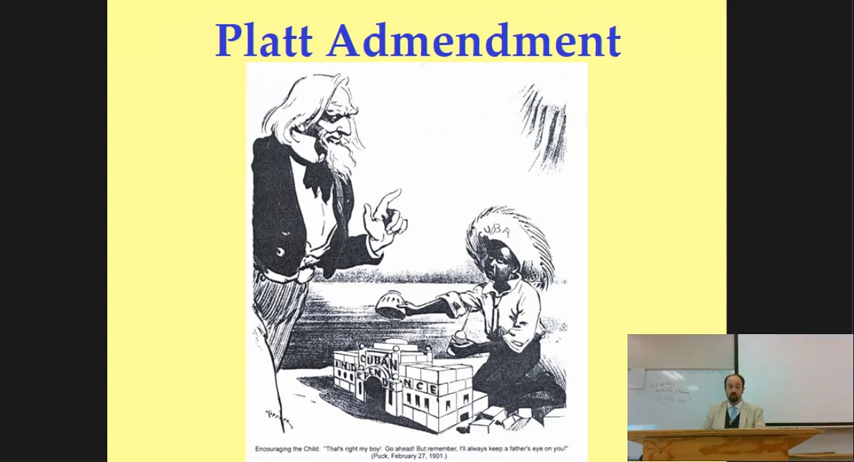 Platt Admendment
CUBA
CUBAN
INDEPENDENCE
Encouraging the Child: "That's right my boy! Go ahead! But remember, I'll always keep a father's eye on you!"
(Puck, February 27, 1901.)